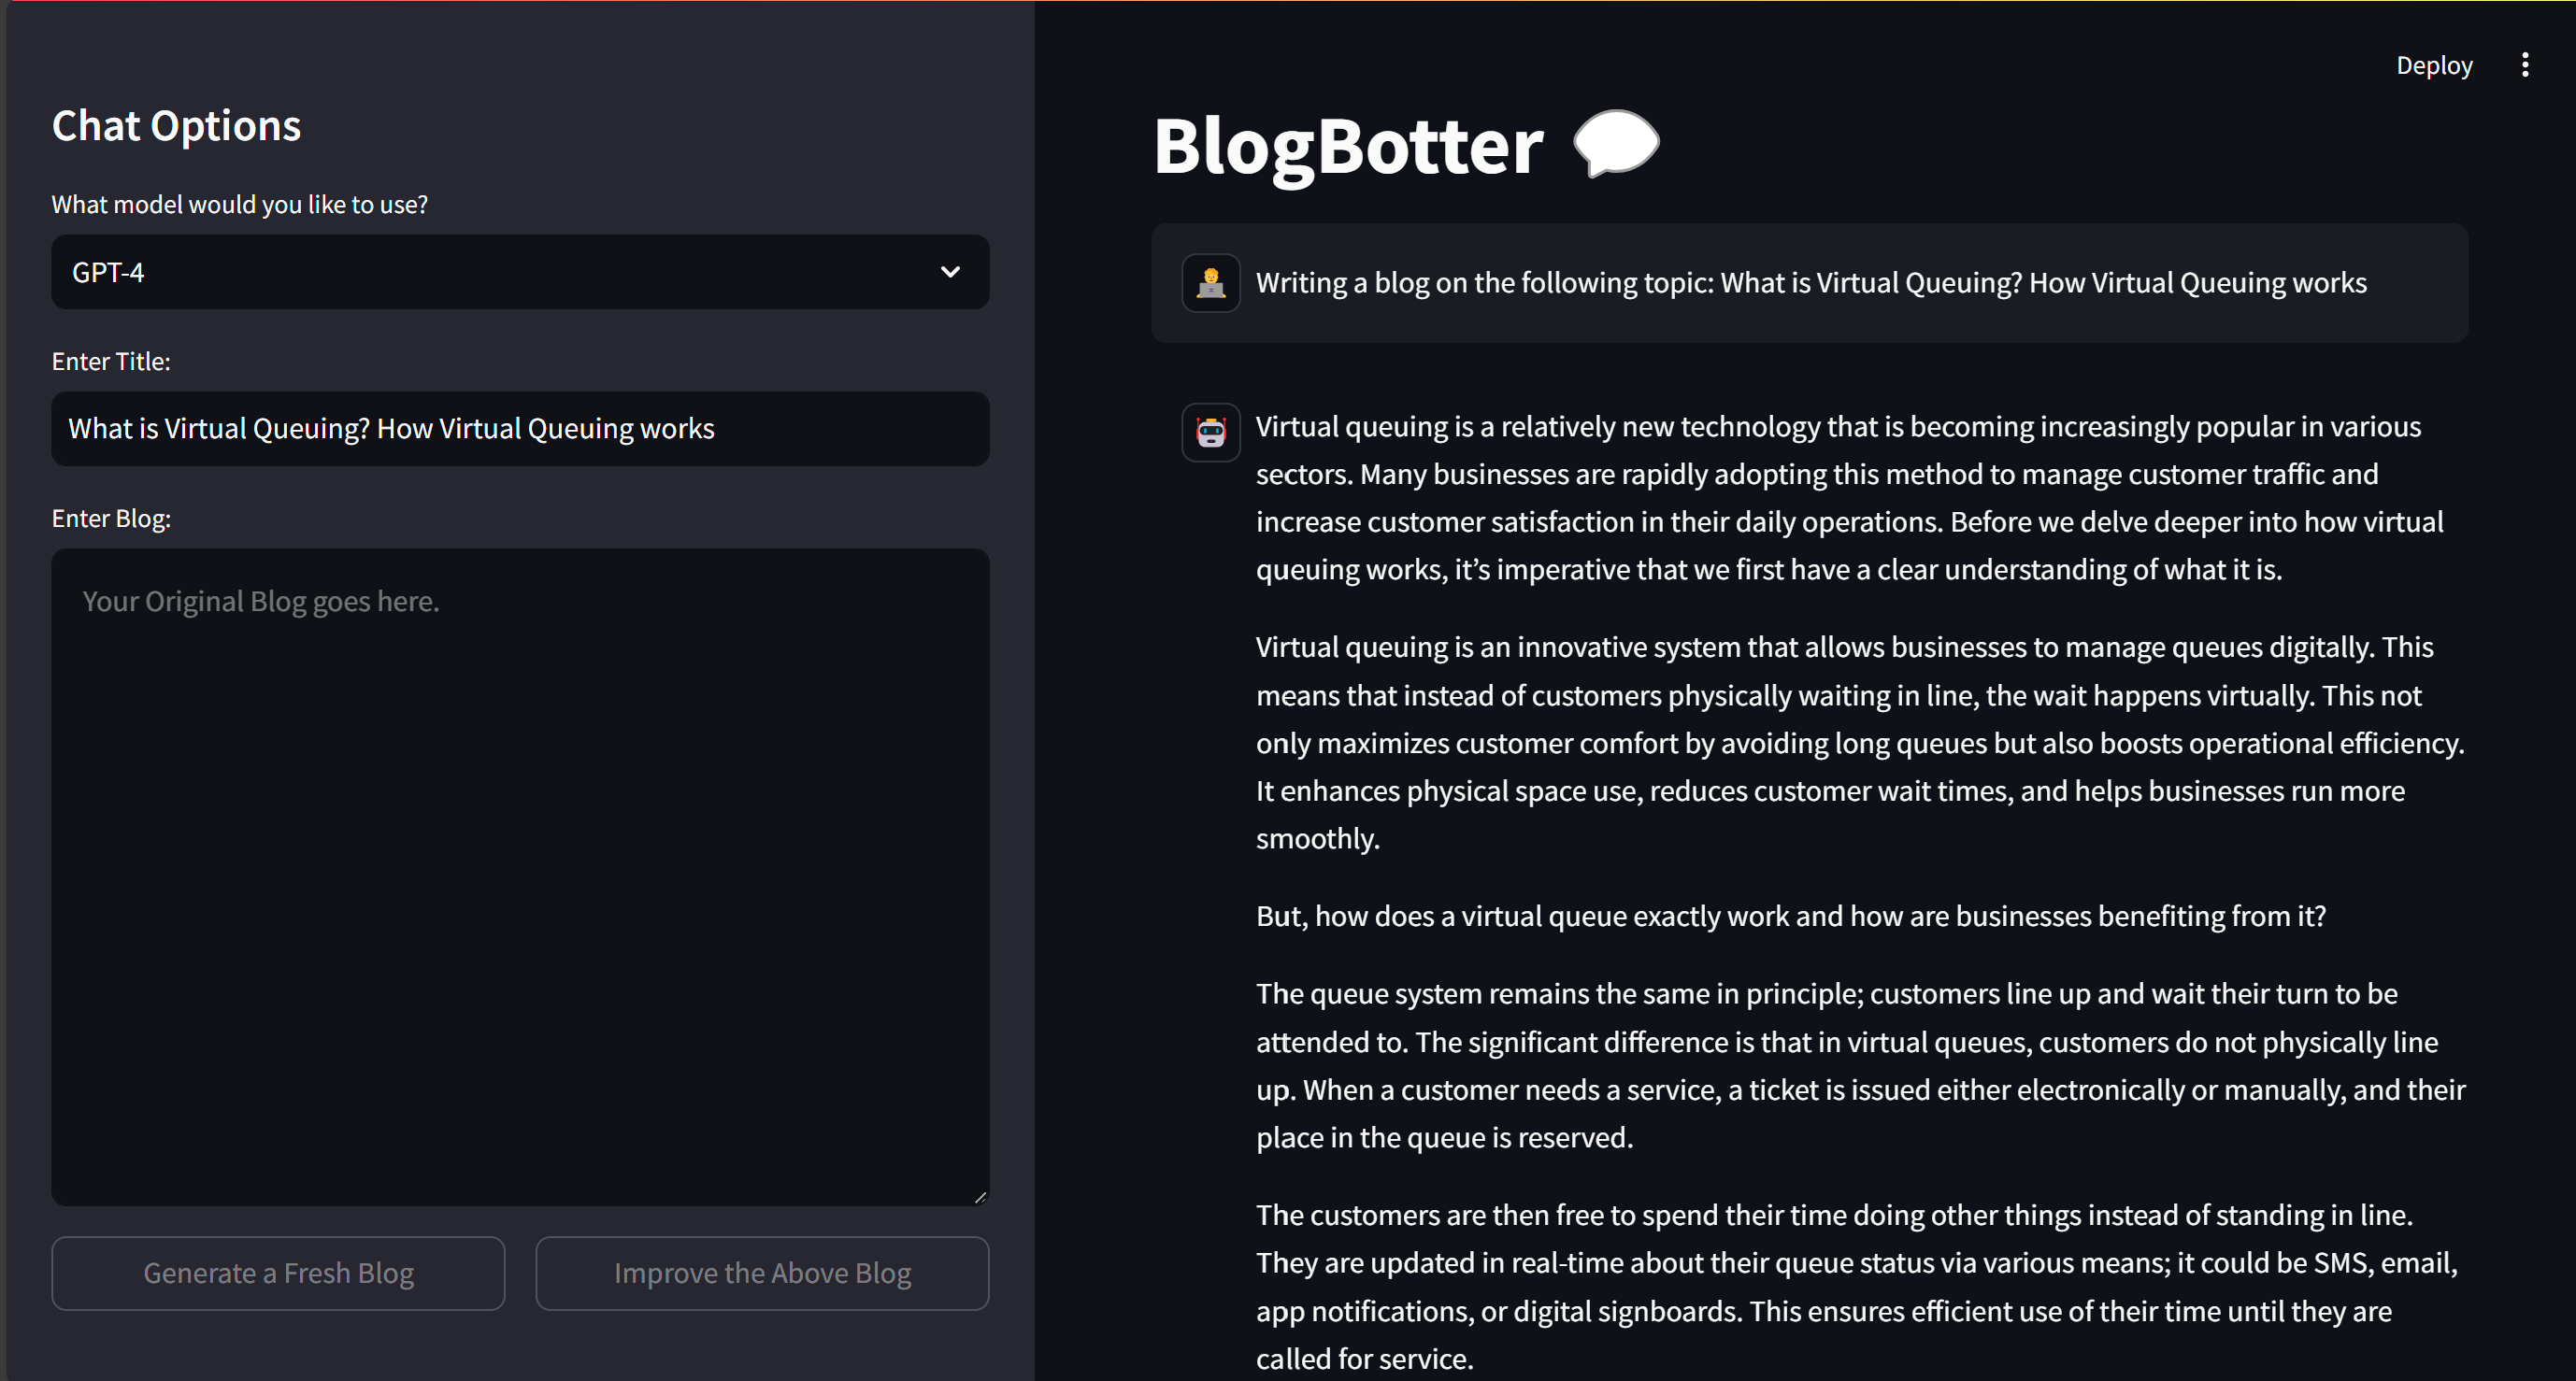 Deploy
Chat Options
What model would you like to use?
GPT-4
Enter Title:
What is Virtual Queuing? How Virtual Queuing works
Enter Blog:
Your Original Blog goes here.
Generate a Fresh Blog
Improve the Above Blog
BlogBotter
Writing a blog on the following topic: What is Virtual Queuing? How Virtual Queuing works
Virtual queuing is a relatively new technology that is becoming increasingly popular in various
sectors. Many businesses are rapidly adopting this method to manage customer traffic and
increase customer satisfaction in their daily operations. Before we delve deeper into how virtual
queuing works, it’s imperative that we first have a clear understanding of what it is.
Virtual queuing is an innovative system that allows businesses to manage queues digitally. This
means that instead of customers physically waiting in line, the wait happens virtually. This not
only maximizes customer comfort by avoiding long queues but also boosts operational efficiency.
It enhances physical space use, reduces customer wait times, and helps businesses run more
smoothly.
But, how does a virtual queue exactly work and how are businesses benefiting from it?
The queue system remains the same in principle; customers line up and wait their turn to be
attended to. The significant difference is that in virtual queues, customers do not physically line
up. When a customer needs a service, a ticket is issued either electronically or manually, and their
place in the queue is reserved.
The customers are then free to spend their time doing other things instead of standing in line.
They are updated in real-time about their queue status via various means; it could be SMS, email,
app notifications, or digital signboards. This ensures efficient use of their time until they are
called for service.